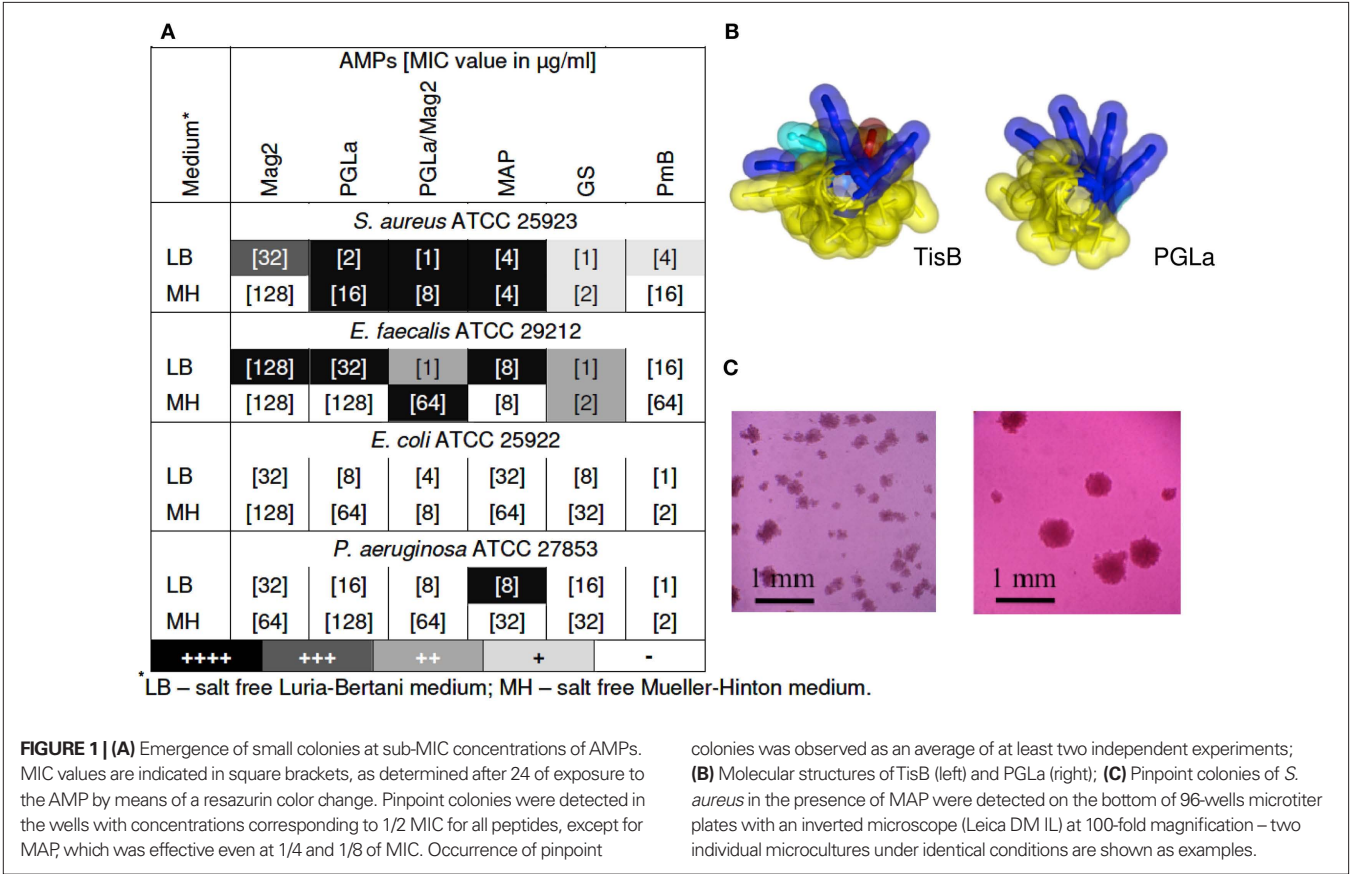 A
AMPs [MIC value in µg/ml]
Medium* Mag2 PGLa PGLa/Mag2 MAP GS PmB
S. aureus ATCC 25923
LB [32] [2] [1] [4] [1] [4]
MH [128] [16] [8] [4] [2] [16]
E. faecalis ATCC 29212
LB [128] [32] [1] [8] [1] [16]
MH [128] [128] [64] [8] [2] [64]
E. coli ATCC 25922
LB [32] [8] [4] [32] [8] [1]
MH [128] [64] [8] [64] [32] [2]
P. aeruginosa ATCC 27853
LB [32] [16] [8] [8] [16] [1]
MH [64] [128] [64] [32] [32] [2]
++++ +++ ++ + -
*LB – salt free Luria-Bertani medium; MH – salt free Mueller-Hinton medium.
B
TisB PGLa
C
1 mm 1 mm
FIGURE 1 | (A) Emergence of small colonies at sub-MIC concentrations of AMPs.
MIC values are indicated in square brackets, as determined after 24 of exposure to
the AMP by means of a resazurin color change. Pinpoint colonies were detected in
the wells with concentrations corresponding to 1/2 MIC for all peptides, except for
MAP, which was effective even at 1/4 and 1/8 of MIC. Occurrence of pinpoint
colonies was observed as an average of at least two independent experiments;
(B) Molecular structures of TisB (left) and PGLa (right); (C) Pinpoint colonies of S.
aureus in the presence of MAP were detected on the bottom of 96-wells microtiter
plates with an inverted microscope (Leica DM IL) at 100-fold magnification – two
individual microcultures under identical conditions are shown as examples.